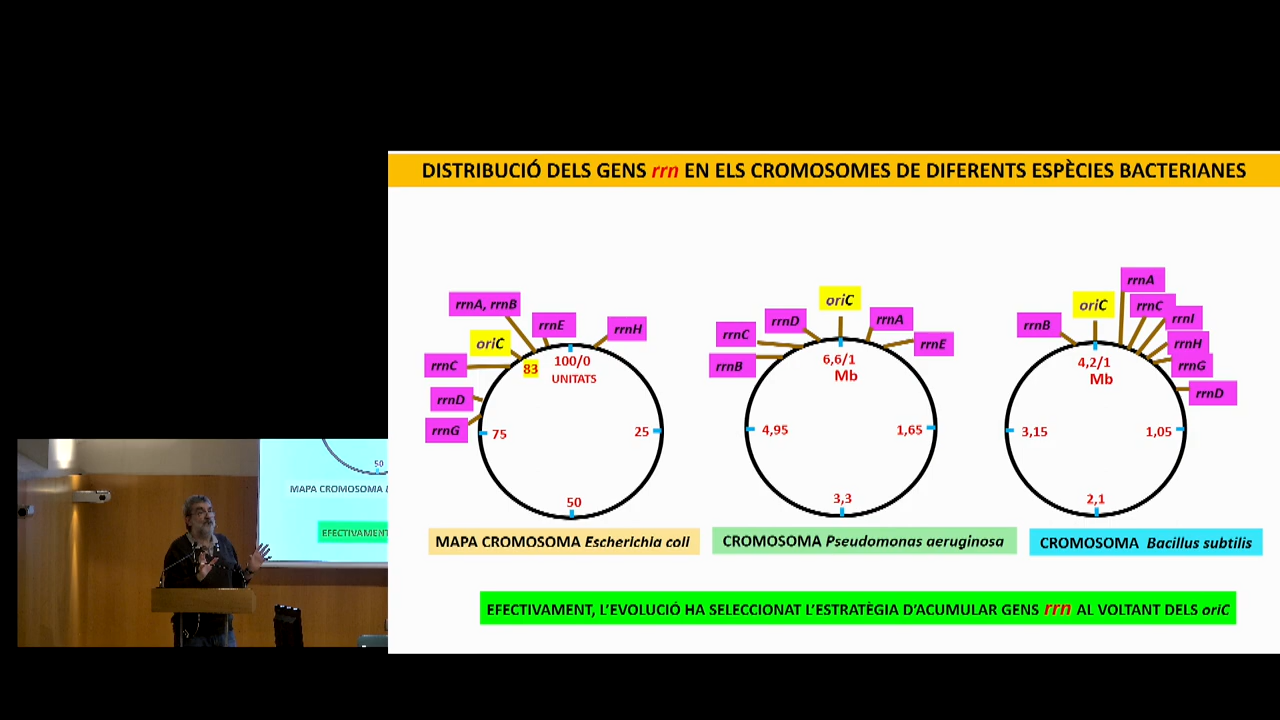 DISTRIBUCIÓ DELS GENS rrn EN ELS CROMOSOMES DE DIFERENTS ESPÈCIES BACTERIANES
rrnA, rrnB
rrnE
rrnH
oriC
rrnC
83
100/0
UNITATS
rrnD
rrnG
75
25
50
MAPA CROMOSOMA Escherichia coli
oriC
rrnD
rrnA
rrnC
rrnE
rrnB
6,6/1
Mb
4,95
1,65
3,3
CROMOSOMA Pseudomonas aeruginosa
rrnA
oriC
rrnC
rrnB
rrnI
rrnH
rrnG
rrnD
4,2/1
Mb
3,15
1,05
2,1
CROMOSOMA Bacillus subtilis
EFECTIVAMENT, L'EVOLUCIÓ HA SELECCIONAT L'ESTRATÈGIA D'ACUMULAR GENS rrn AL VOLTANT DELS oriC
50
MAPA CROMOSOMA
EFECTIVAMENT